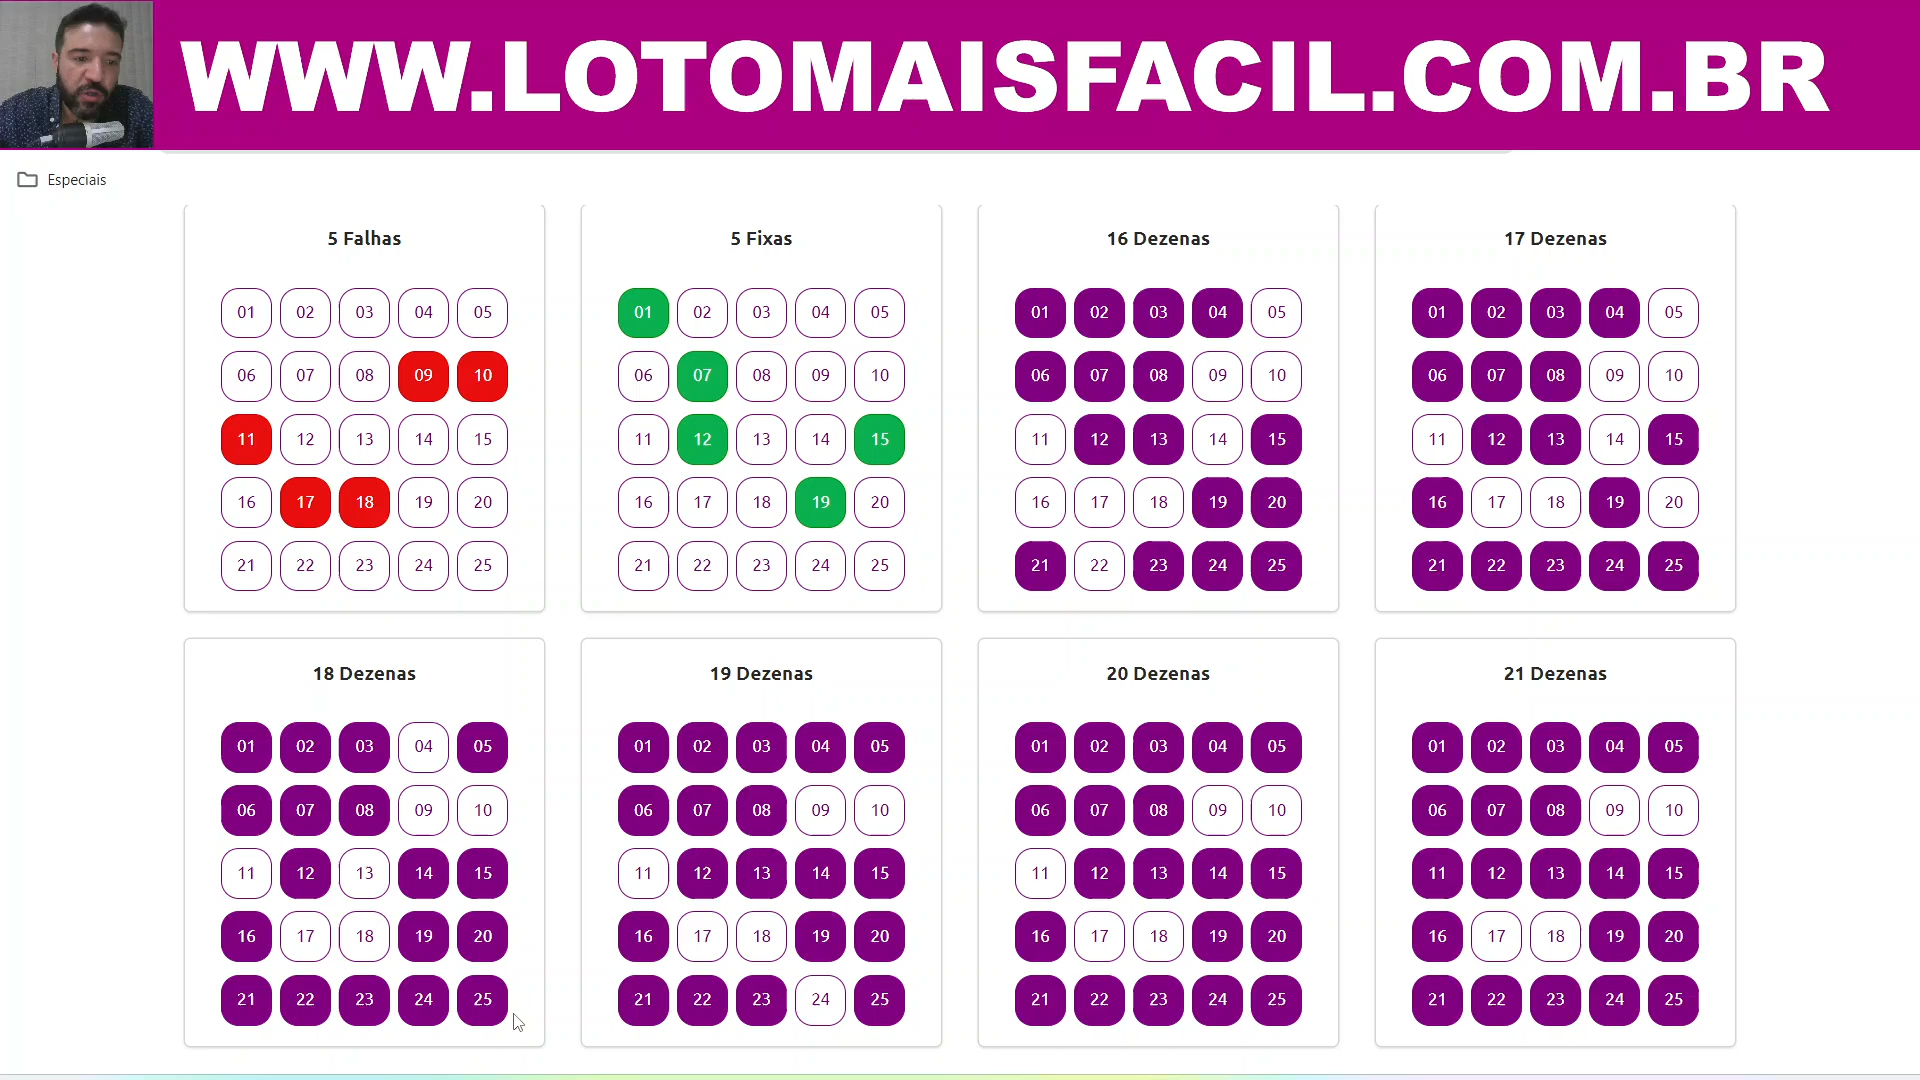 WWW.LOTOMAISFACIL.COM.BR
Especiais
5 Falhas
01 02 03 04 05
06 07 08 09 10
11 12 13 14 15
16 17 18 19 20
21 22 23 24 25
5 Fixas
01 02 03 04 05
06 07 08 09 10
11 12 13 14 15
16 17 18 19 20
21 22 23 24 25
16 Dezenas
01 02 03 04 05
06 07 08 09 10
11 12 13 14 15
16 17 18 19 20
21 22 23 24 25
17 Dezenas
01 02 03 04 05
06 07 08 09 10
11 12 13 14 15
16 17 18 19 20
21 22 23 24 25
18 Dezenas
01 02 03 04 05
06 07 08 09 10
11 12 13 14 15
16 17 18 19 20
21 22 23 24 25
19 Dezenas
01 02 03 04 05
06 07 08 09 10
11 12 13 14 15
16 17 18 19 20
21 22 23 24 25
20 Dezenas
01 02 03 04 05
06 07 08 09 10
11 12 13 14 15
16 17 18 19 20
21 22 23 24 25
21 Dezenas
01 02 03 04 05
06 07 08 09 10
11 12 13 14 15
16 17 18 19 20
21 22 23 24 25